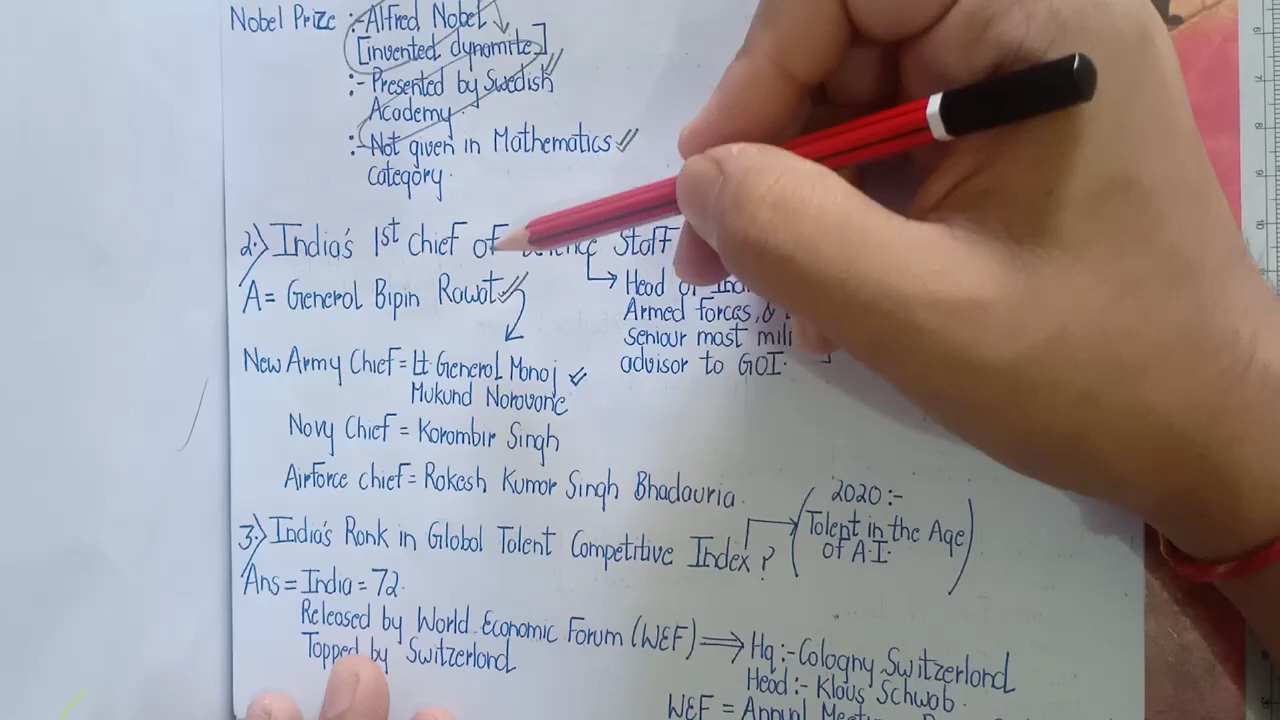 Nobel Prize :- Alfred Nobel
[invented dynamite]
:- Presented by Swedish
Academy.
:- Not given in Mathematics
category.
2.) India's 1st Chief of Staff
Head of
A = General Bipin Rawat
Armed forces, &
seniour most
advisor to GOI.
New Army Chief = Lt. General Manoj
Mukund Naravane
Navy Chief = Karambir Singh
Airforce chief = Rakesh Kumar Singh Bhadauria.
2020:-
Talent in the Age
of A.I.
3.) India's Rank in Global Talent Competitive Index?
Ans = India = 72.
Released by World Economic Forum (WEF) ⟹ Hq :- Cologny, Switzerland
Topped by Switzerland
Head :- Klaus Schwab.
WEF = Annual